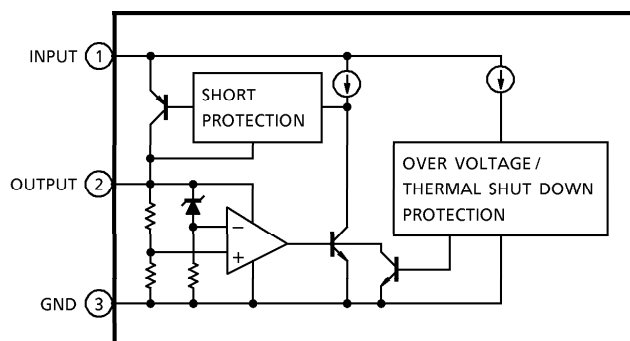 INPUT 1
SHORT
PROTECTION
OVER VOLTAGE /
THERMAL SHUT DOWN
PROTECTION
OUTPUT 2
−
+
GND 3